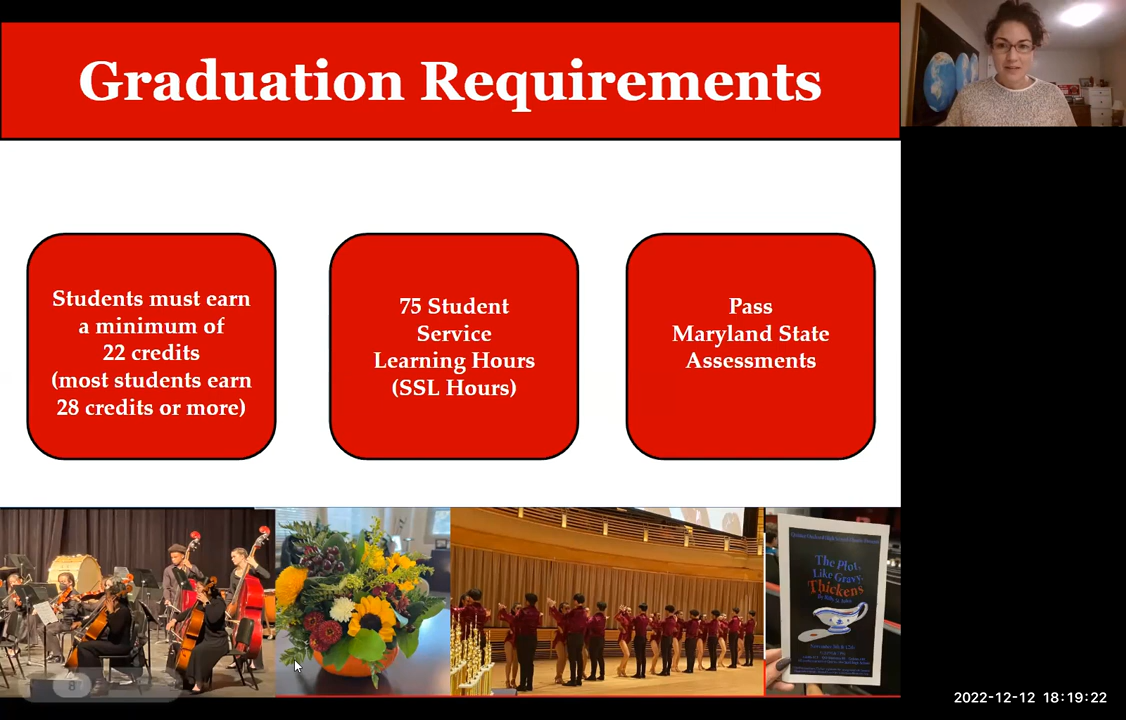 Graduation Requirements
Students must earn
a minimum of
22 credits
(most students earn
28 credits or more)
75 Student
Service
Learning Hours
(SSL Hours)
Pass
Maryland State
Assessments
The Plot,
Like Gravy,
Thickens
8
2022-12-12 18:19:22